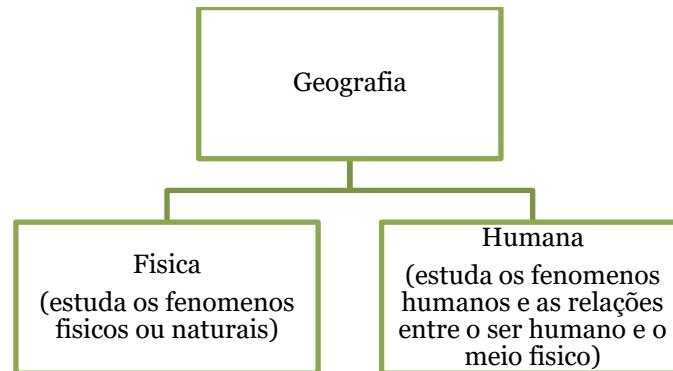 Geografia
Fisica
(estuda os fenomenos
fisicos ou naturais)
Humana
(estuda os fenomenos
humanos e as relações
entre o ser humano e o
meio fisico)